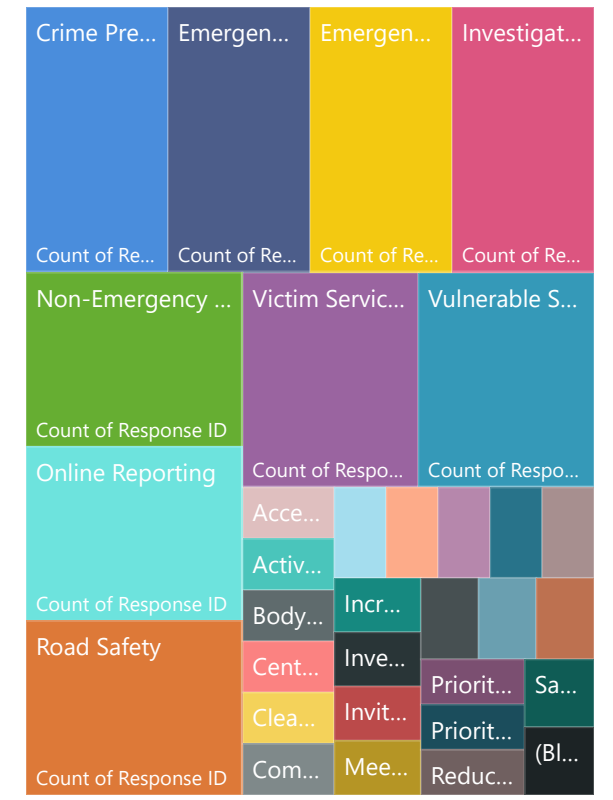 Crime Pre...
Emergen...
Emergen...
Investigat...
Count of Re...
Count of Re...
Count of Re...
Count of Re...
Non-Emergency ...
Victim Servic...
Vulnerable S...
Count of Response ID
Count of Respo...
Count of Respo...
Online Reporting
Count of Response ID
Road Safety
Count of Response ID
Acce...
Activ...
Body...
Cent...
Clea...
Com...
Incr...
Inve...
Invit...
Mee...
Priorit...
Priorit...
Reduc...
Sa...
(Bl...